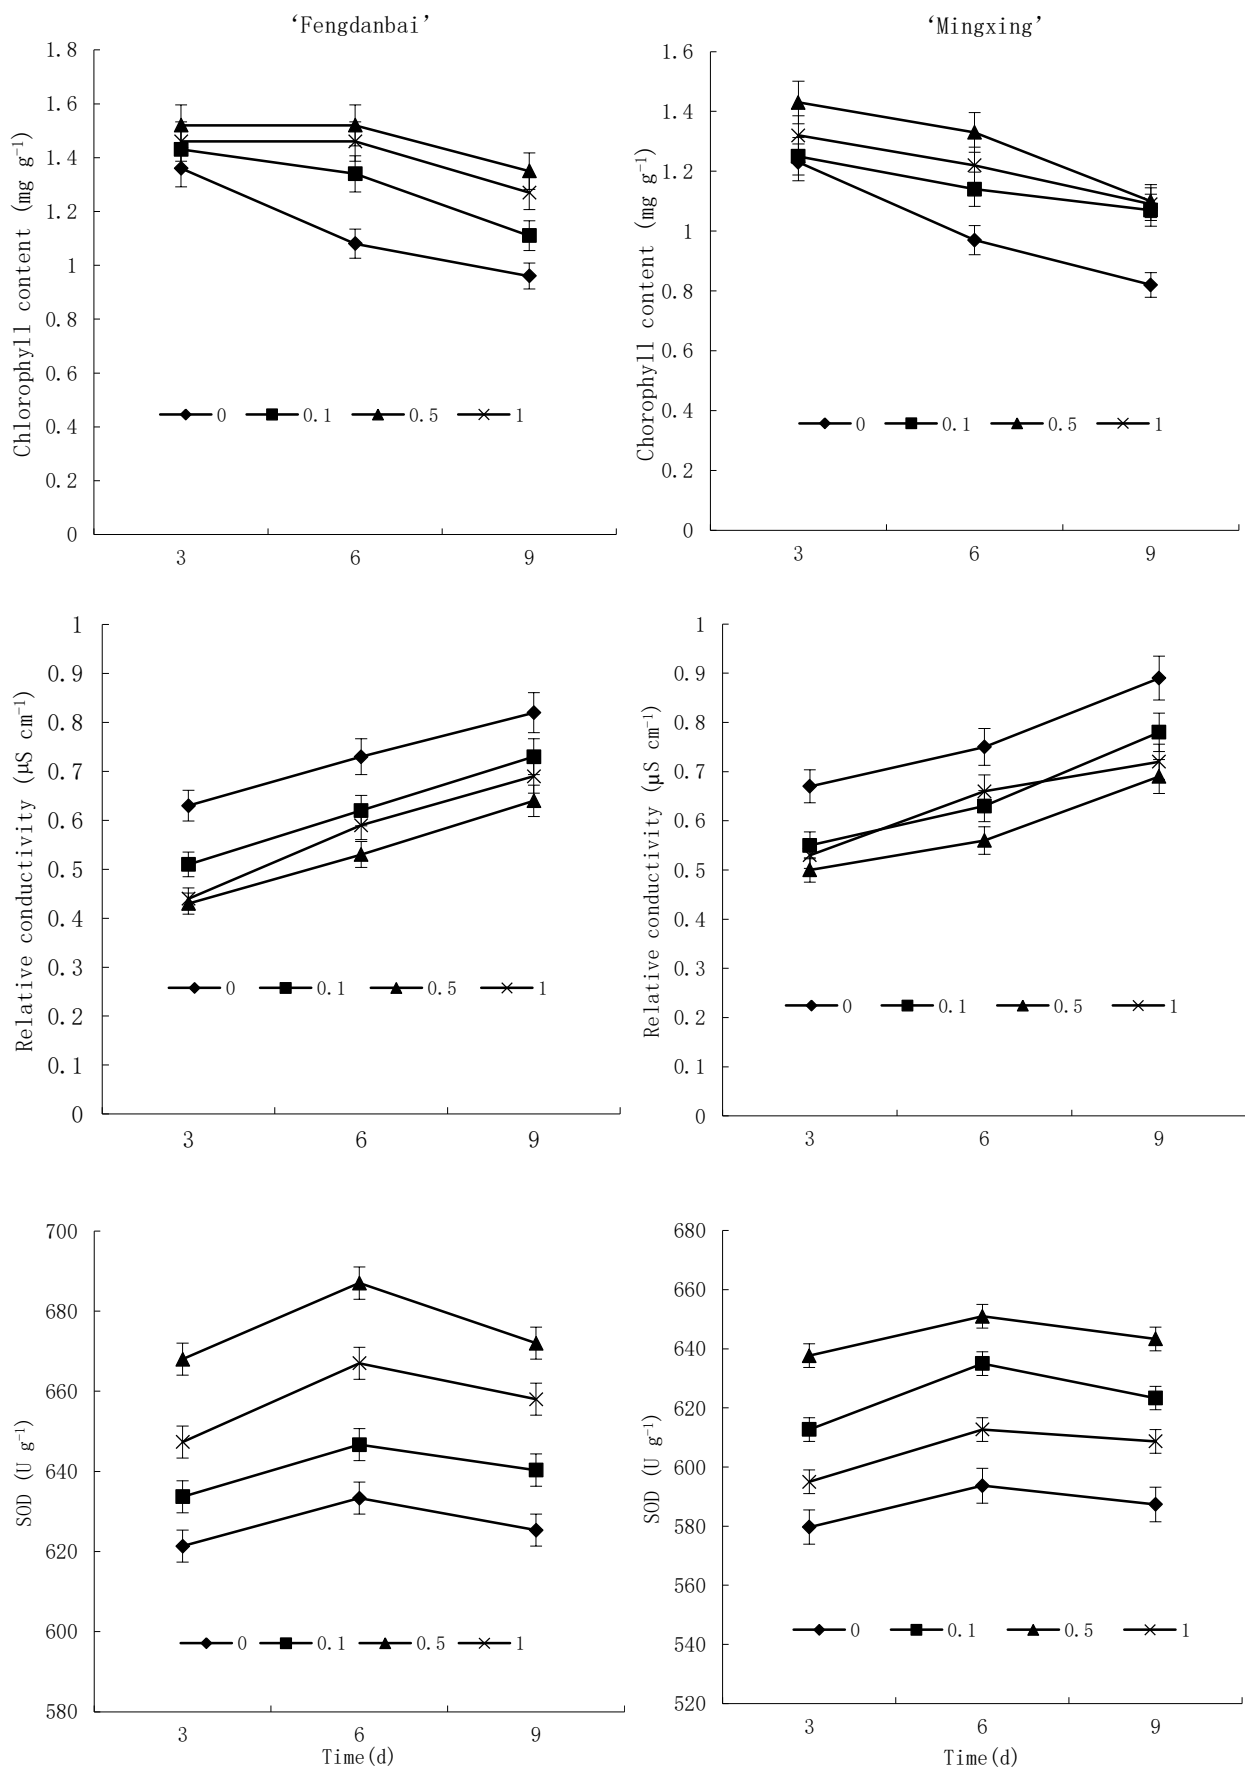 ‘Fengdanbai’
Chlorophyll content (mg g⁻¹)
1.8
1.6
1.4
1.2
1
0.8
0.6
0.4
0.2
0
0 0.1 0.5 1
3 6 9
‘Mingxing’
Chorophyll content (mg g⁻¹)
1.6
1.4
1.2
1
0.8
0.6
0.4
0.2
0
0 0.1 0.5 1
3 6 9
Relative conductivity (μS cm⁻¹)
1
0.9
0.8
0.7
0.6
0.5
0.4
0.3
0.2
0.1
0
0 0.1 0.5 1
3 6 9
Relative conductivity (μS cm⁻¹)
1
0.9
0.8
0.7
0.6
0.5
0.4
0.3
0.2
0.1
0
0 0.1 0.5 1
3 6 9
SOD (U g⁻¹)
700
680
660
640
620
600
580
0 0.1 0.5 1
3 6 9
Time(d)
SOD (U g⁻¹)
680
660
640
620
600
580
560
540
520
0 0.1 0.5 1
3 6 9
Time(d)